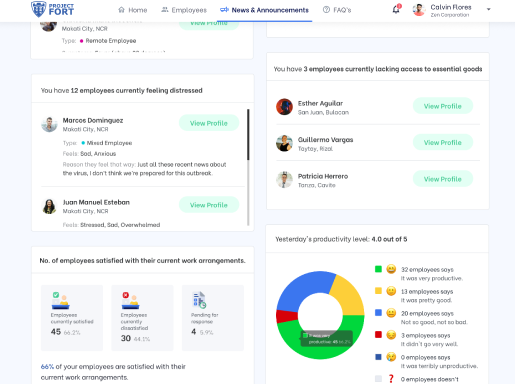 PROJECT
FORT
Home
Employees
News & Announcements
FAQ's
Calvin Flores
Zen Corporation
Makati City, NCR
Type: Remote Employee
You have 12 employees currently feeling distressed
Marcos Dominguez
Makati City, NCR
View Profile
Type: Mixed Employee
Feels: Sad, Anxious
Reason they feel that way: Just all these recent news about
the virus, I don't think we're prepared for this outbreak.
Juan Manuel Esteban
Makati City, NCR
View Profile
Feels: Stressed, Sad, Overwhelmed
No. of employees satisfied with their current work arrangements.
Employees
currently satisfied
45 66.2%
Employees
currently
dissatisfied
30 44.1%
Pending for
response
4 5.9%
66% of your employees are satisfied with their
current work arrangements.
You have 3 employees currently lacking access to essential goods
Esther Aguilar
San Juan, Bulacan
View Profile
Guillermo Vargas
Taytay, Rizal
View Profile
Patricia Herrero
Tanza, Cavite
View Profile
Yesterday's productivity level: 4.0 out of 5
It was very
productive: 45
32 employees says
It was very productive.
13 employees says
It was pretty good.
20 employees says
Not so good, not so bad.
3 employees says
It didn't go very well.
0 employees says
It was terribly unproductive.
0 employees doesn't